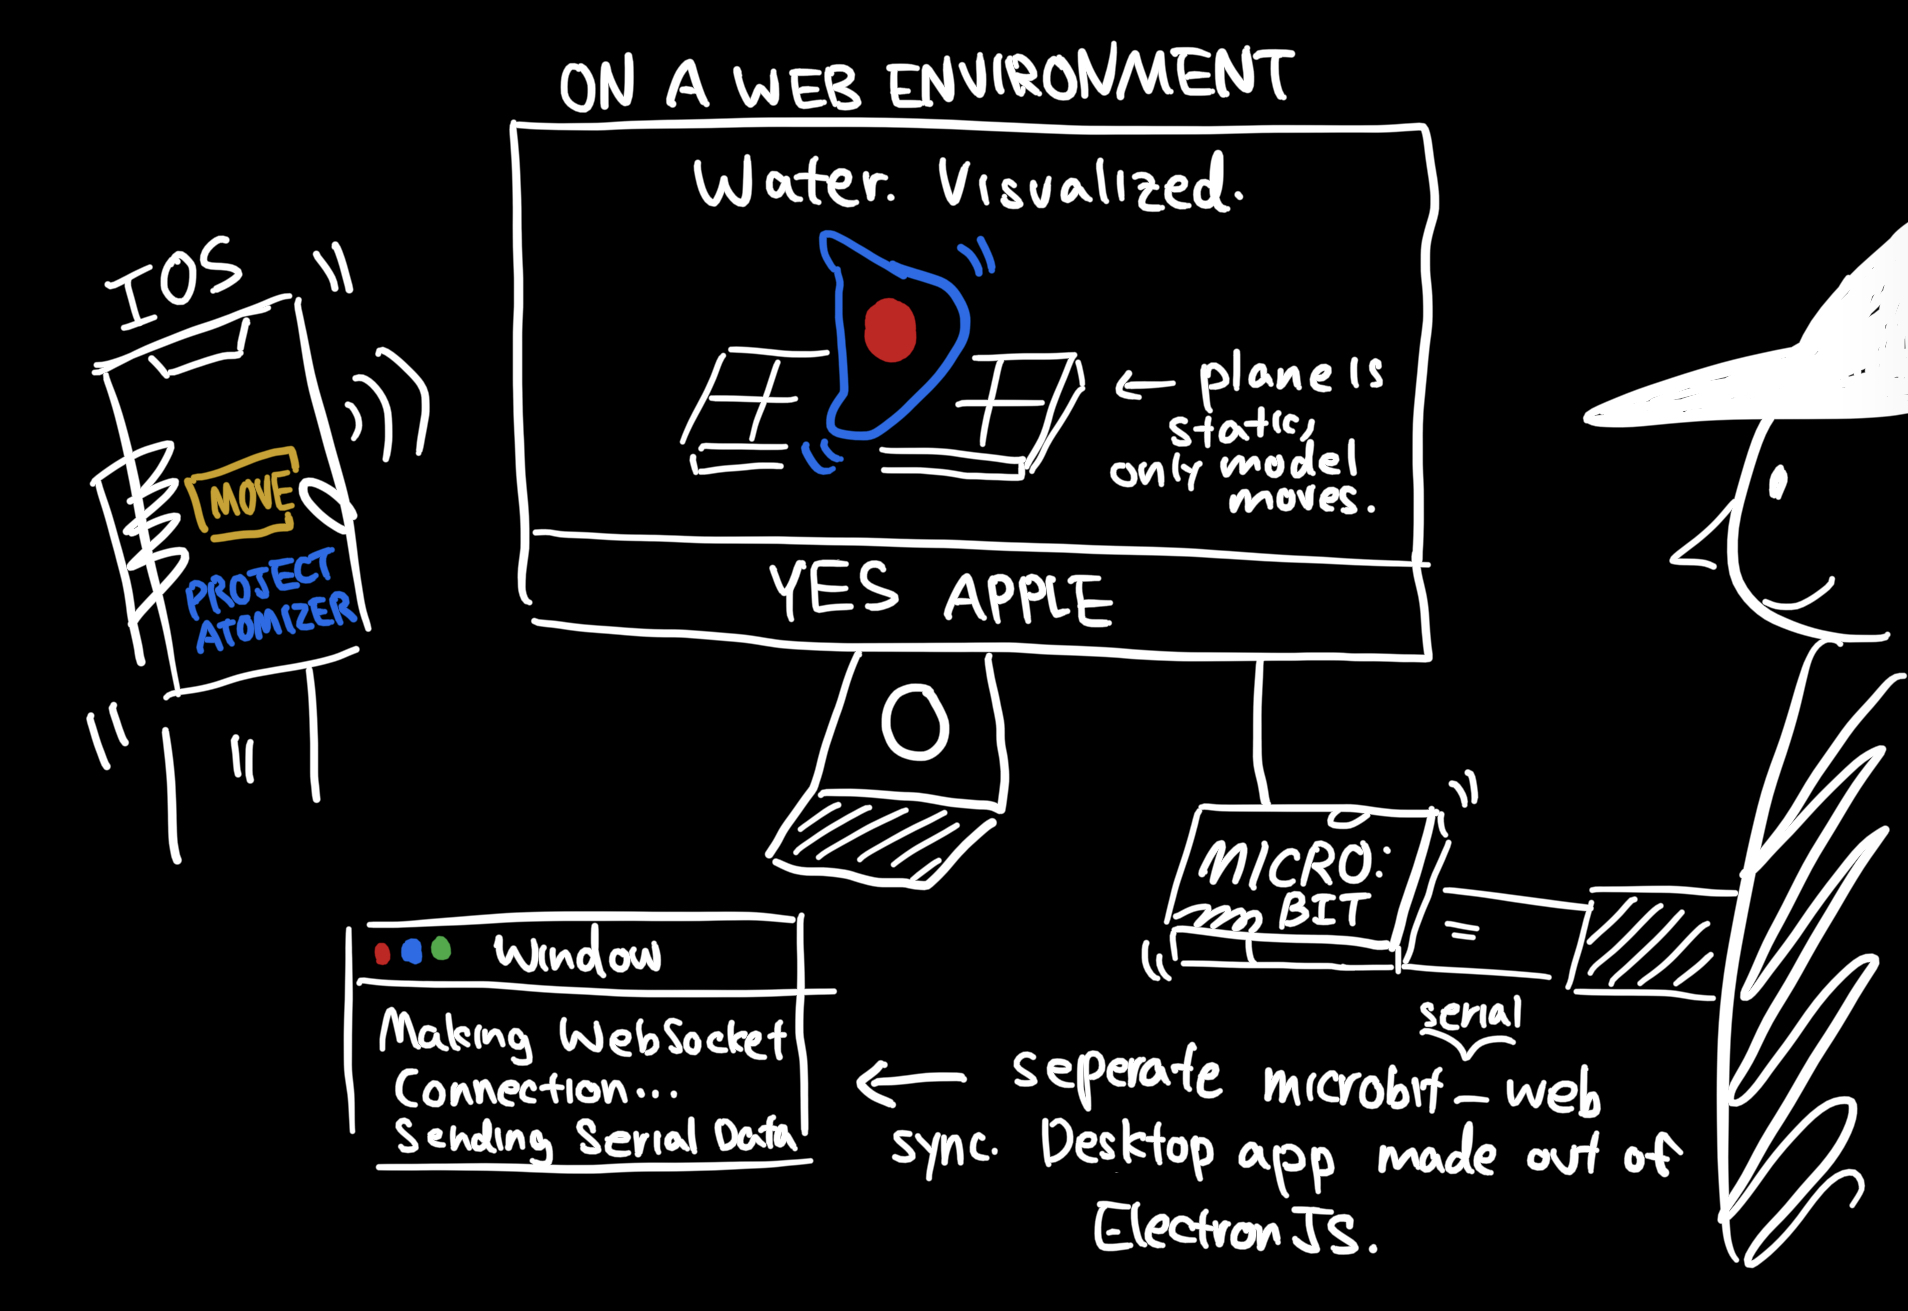 ON A WEB ENVIRONMENT
Water. Visualized.
← plane is
static,
only model
moves.
YES APPLE
IOS
MOVE
PROJECT
ATOMIZER
MICRO:
BIT
Window
Making WebSocket
Connection...
Sending Serial Data
serial
← seperate microbit - web
sync. Desktop app made out of
ElectronJS.